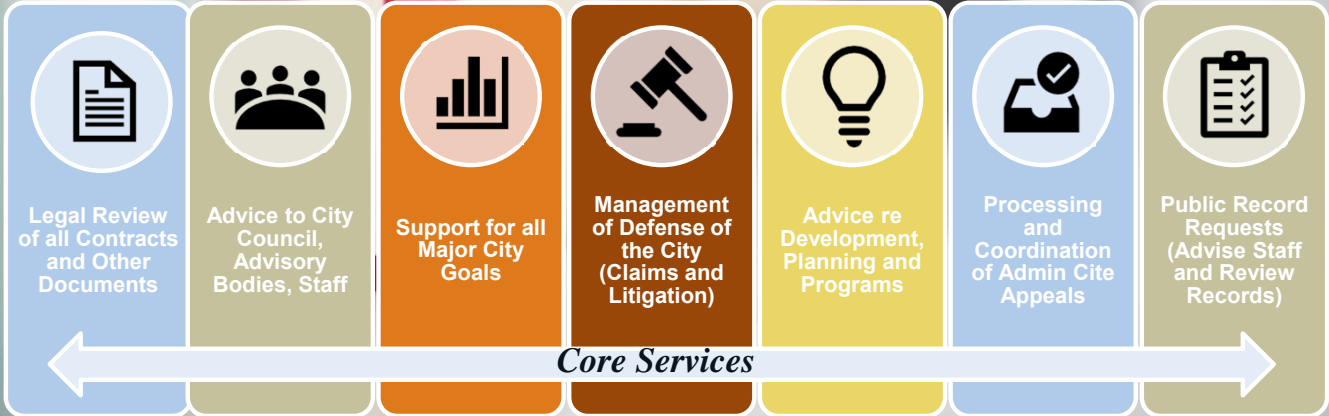 Legal Review
of all Contracts
and Other
Documents
Advice to City
Council,
Advisory
Bodies, Staff
Support for all
Major City
Goals
Management
of Defense of
the City
(Claims and
Litigation)
Advice re
Development,
Planning and
Programs
Processing
and
Coordination
of Admin Cite
Appeals
Public Record
Requests
(Advise Staff
and Review
Records)
Core Services